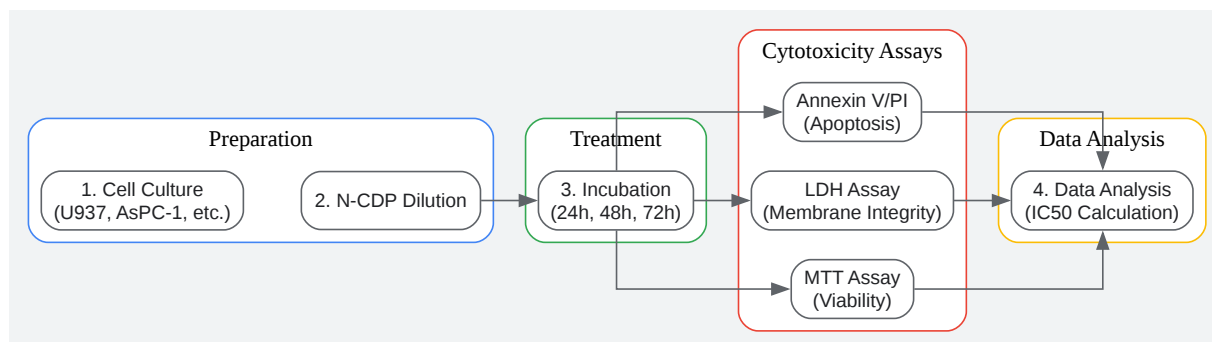 Preparation
1. Cell Culture
(U937, AsPC-1, etc.)
2. N-CDP Dilution
Treatment
3. Incubation
(24h, 48h, 72h)
Cytotoxicity Assays
Annexin V/PI
(Apoptosis)
LDH Assay
(Membrane Integrity)
MTT Assay
(Viability)
Data Analysis
4. Data Analysis
(IC50 Calculation)